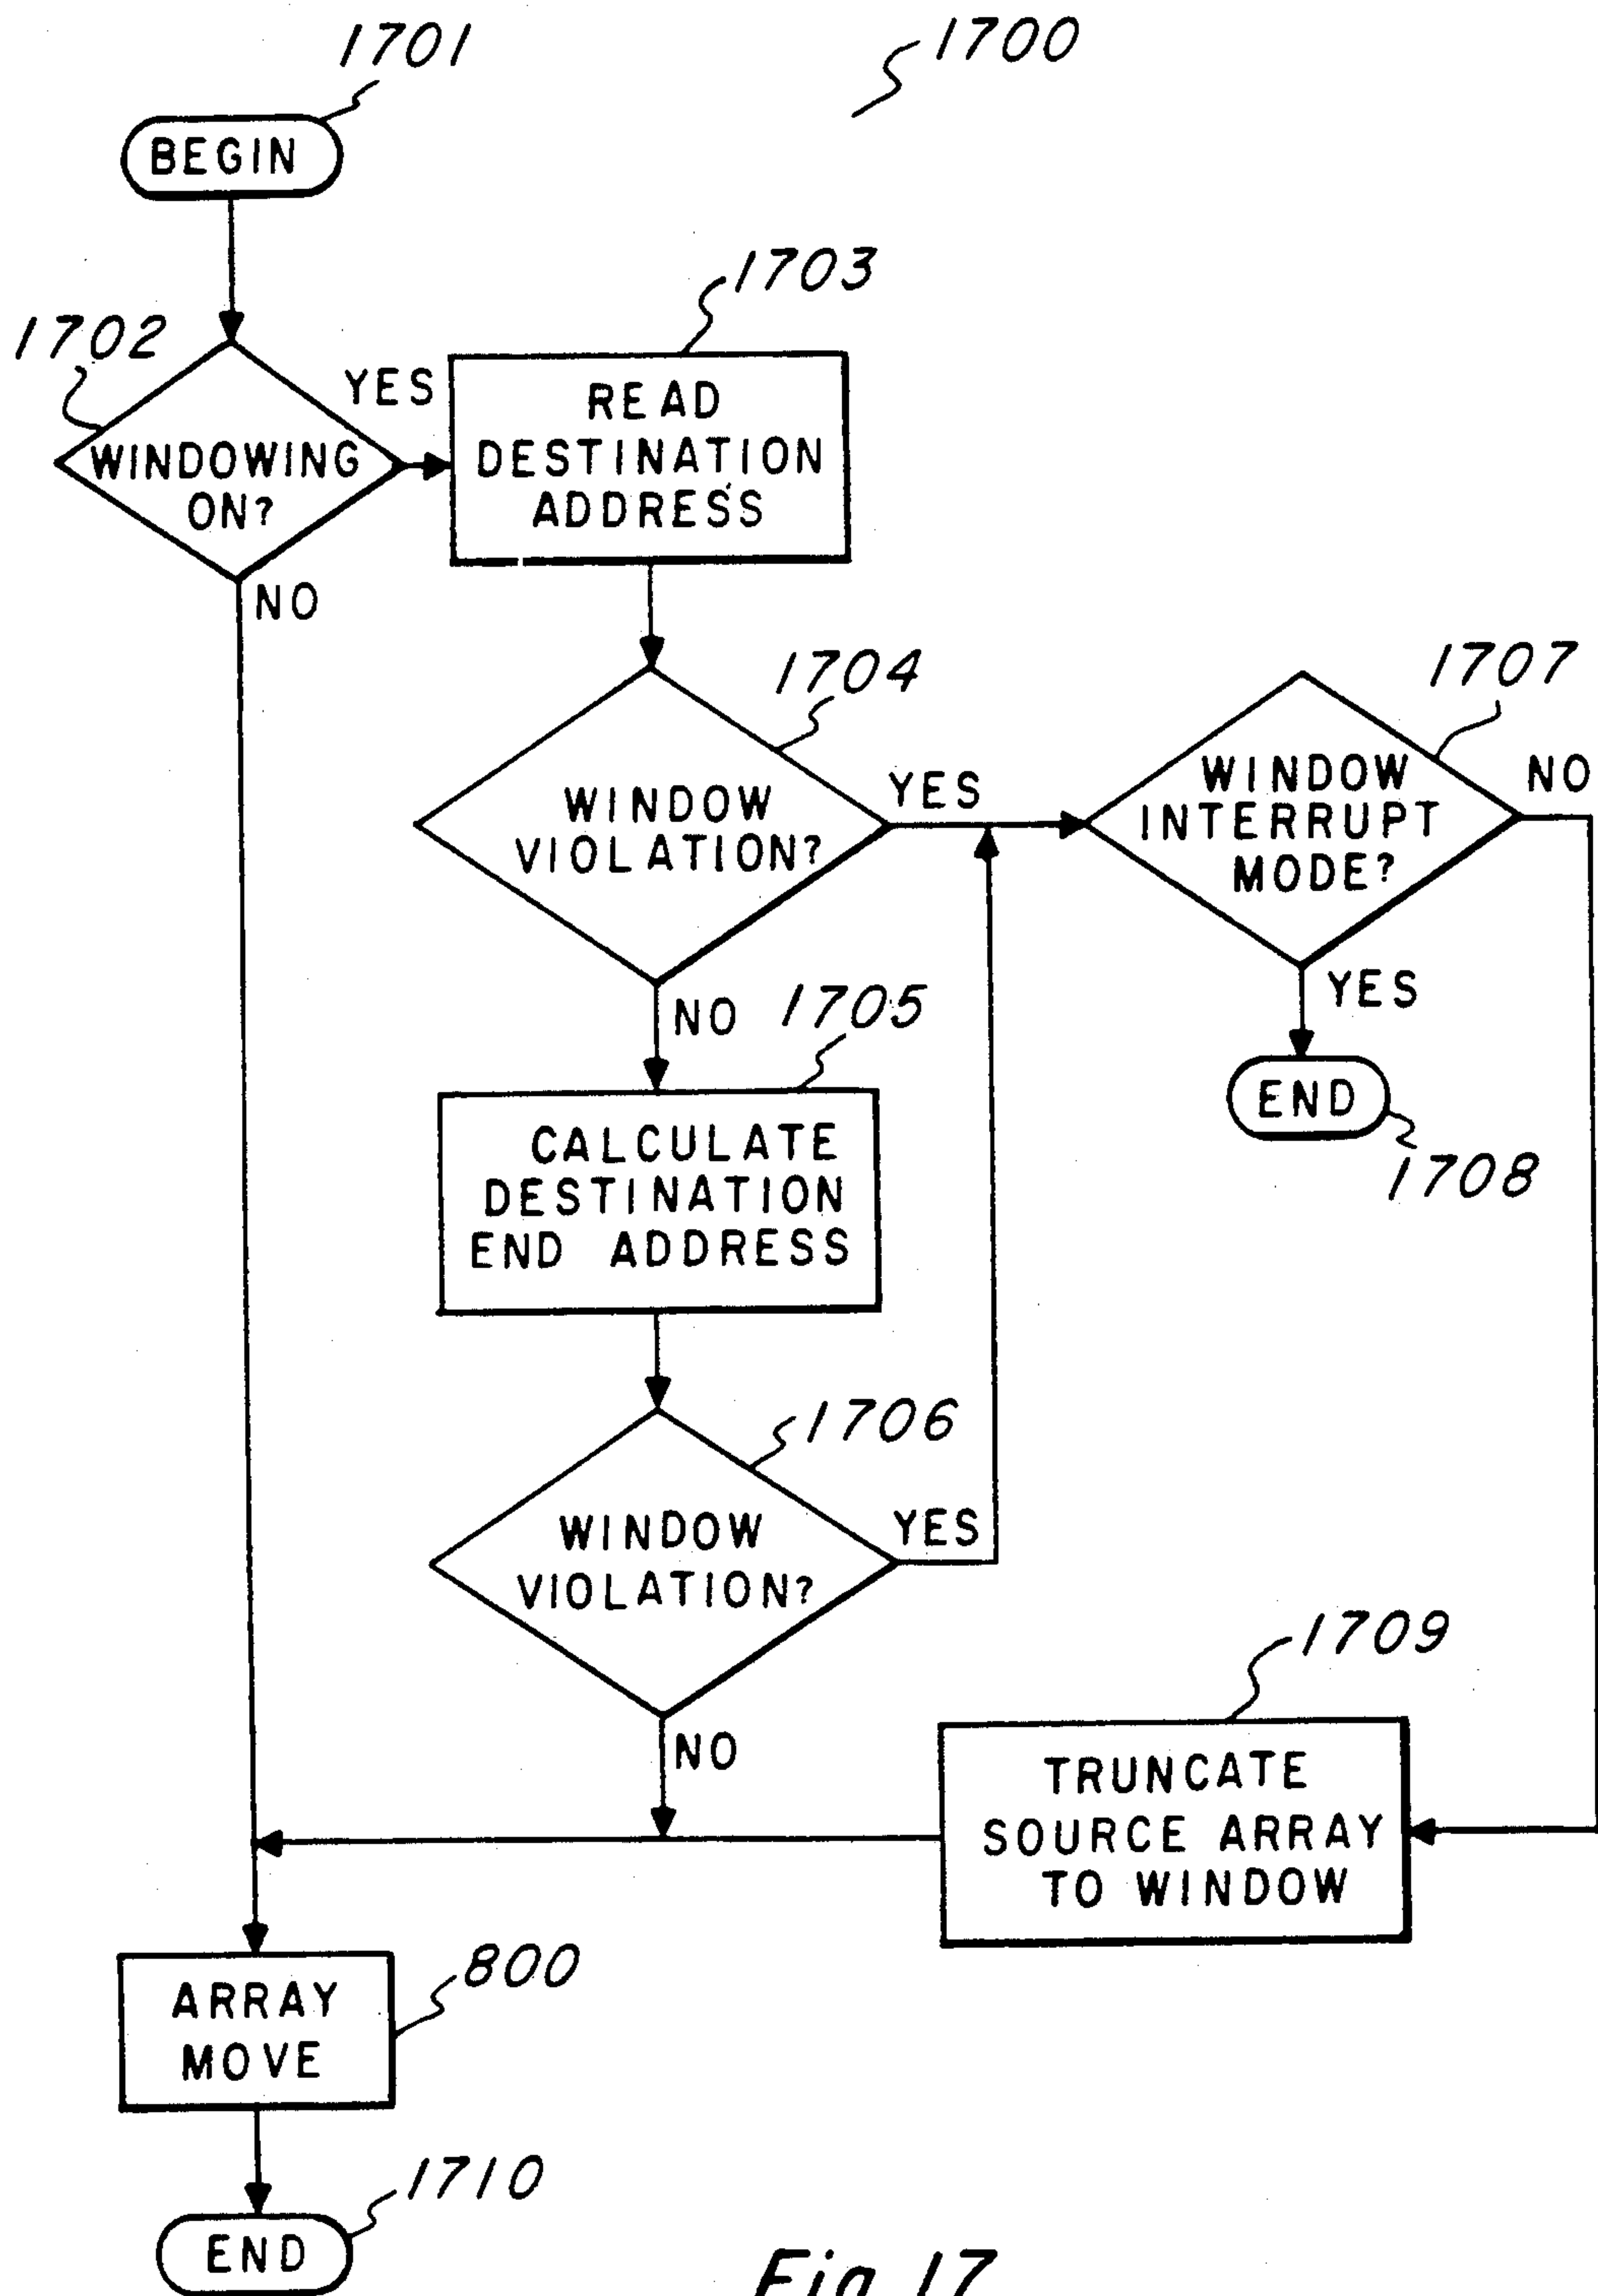 1701
1700
BEGIN
1703
1702
YES
READ
DESTINATION
ADDRESS
WINDOWING
ON?
NO
1704
1707
WINDOW
VIOLATION?
YES
WINDOW
INTERRUPT
MODE?
NO
YES
NO
1705
END
1708
CALCULATE
DESTINATION
END ADDRESS
1706
WINDOW
VIOLATION?
YES
NO
1709
TRUNCATE
SOURCE ARRAY
TO WINDOW
800
ARRAY
MOVE
1710
END
Fig 17